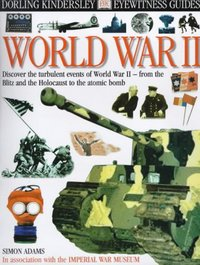 DORLING KINDERSLEY DK EYEWITNESS GUIDES
WORLD WAR II
Discover the turbulent events of World War II – from the
Blitz and the Holocaust to the atomic bomb
SIMON ADAMS
In association with the IMPERIAL WAR MUSEUM